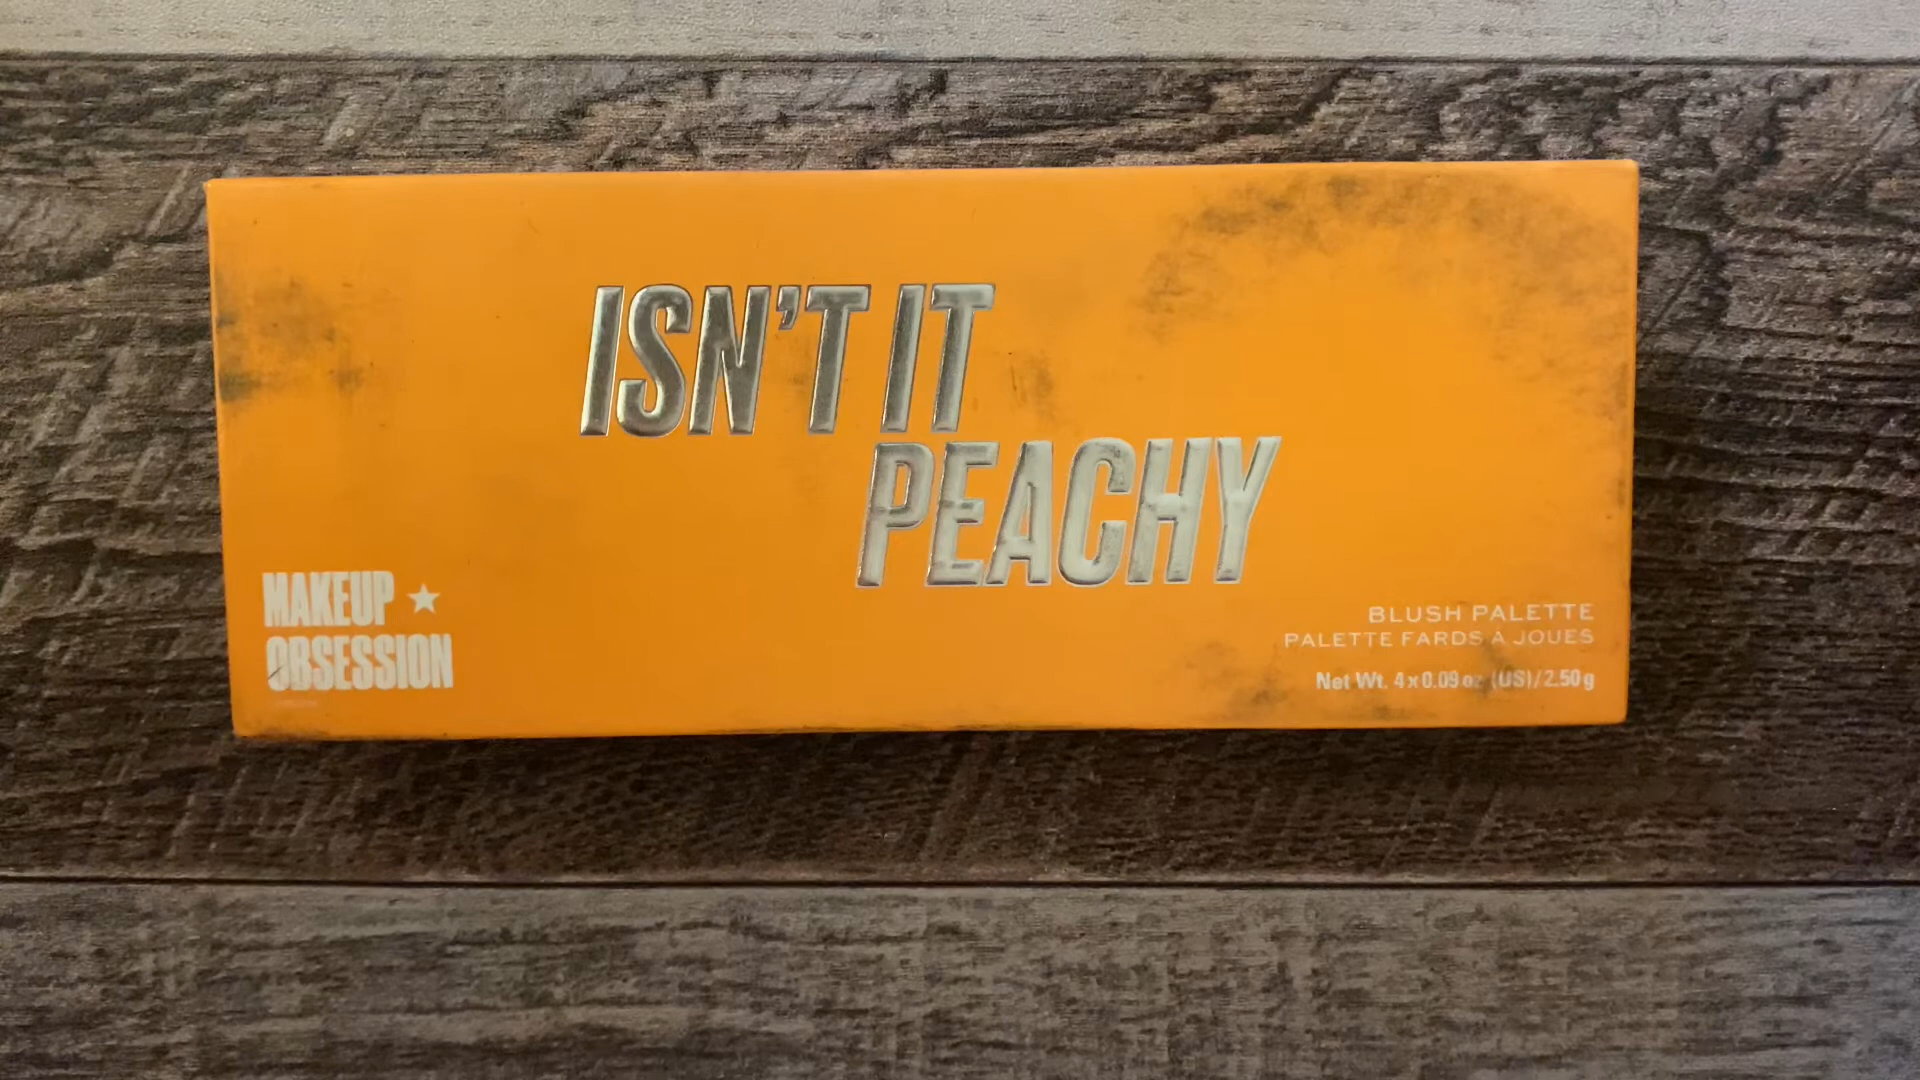 ISN'T IT
PEACHY
MAKEUP ★
OBSESSION
BLUSH PALETTE
PALETTE FARDS A JOUES
Net Wt. 4 x 0.09 oz (US) / 2.50 g